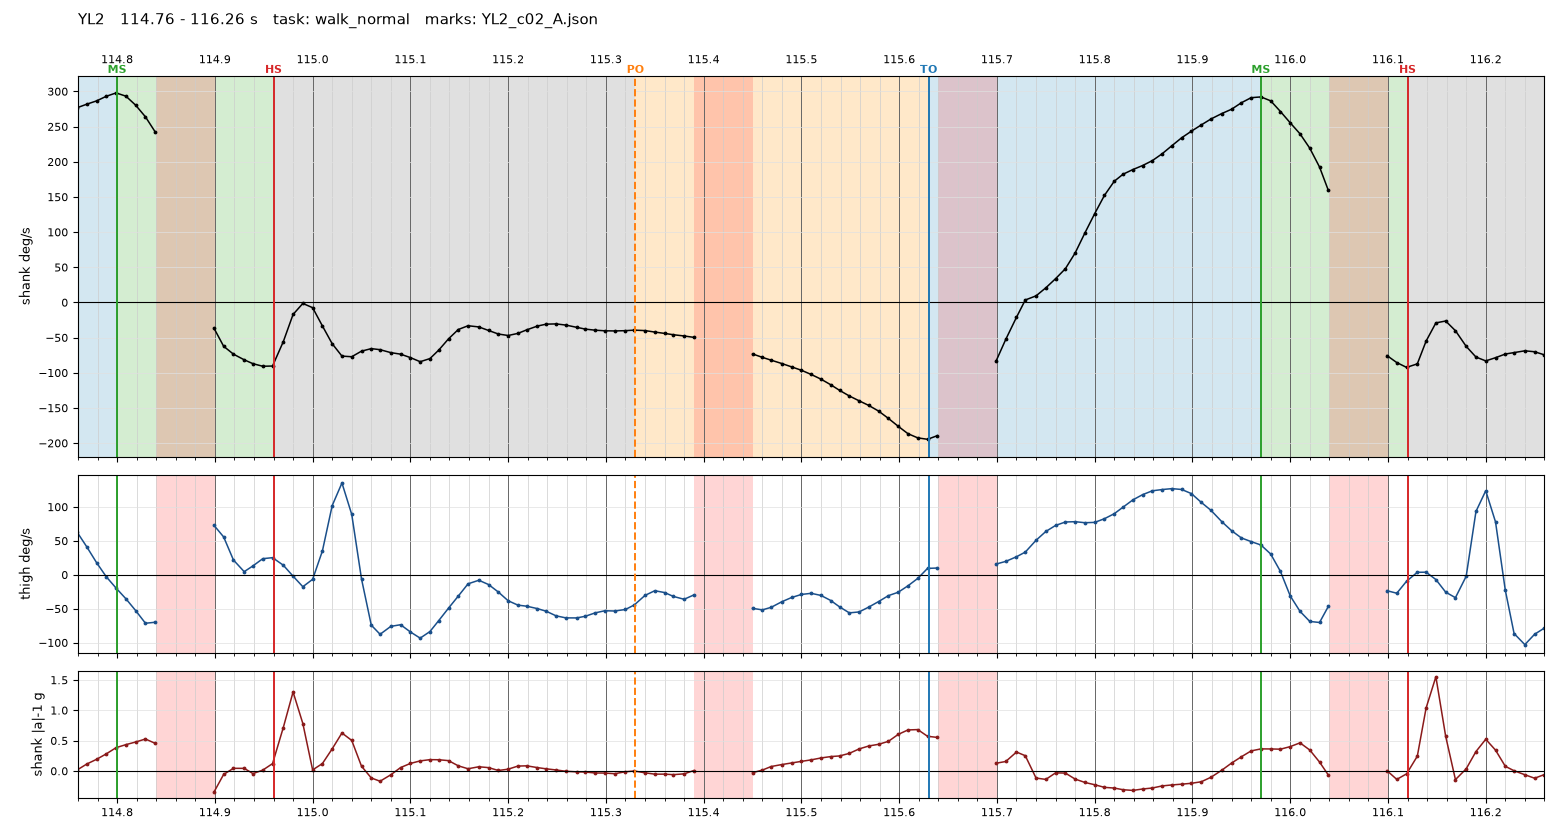 YL2 114.76 - 116.26 s task: walk_normal marks: YL2_c02_A.json
114.8 114.9 115.0 115.1 115.2 115.3 115.4 115.5 115.6 115.7 115.8 115.9 116.0 116.1 116.2
MS HS PO TO MS HS
shank deg/s
300
250
200
150
100
50
0
−50
−100
−150
−200
thigh deg/s
100
50
0
−50
−100
shank |a|-1 g
1.5
1.0
0.5
0.0
114.8 114.9 115.0 115.1 115.2 115.3 115.4 115.5 115.6 115.7 115.8 115.9 116.0 116.1 116.2